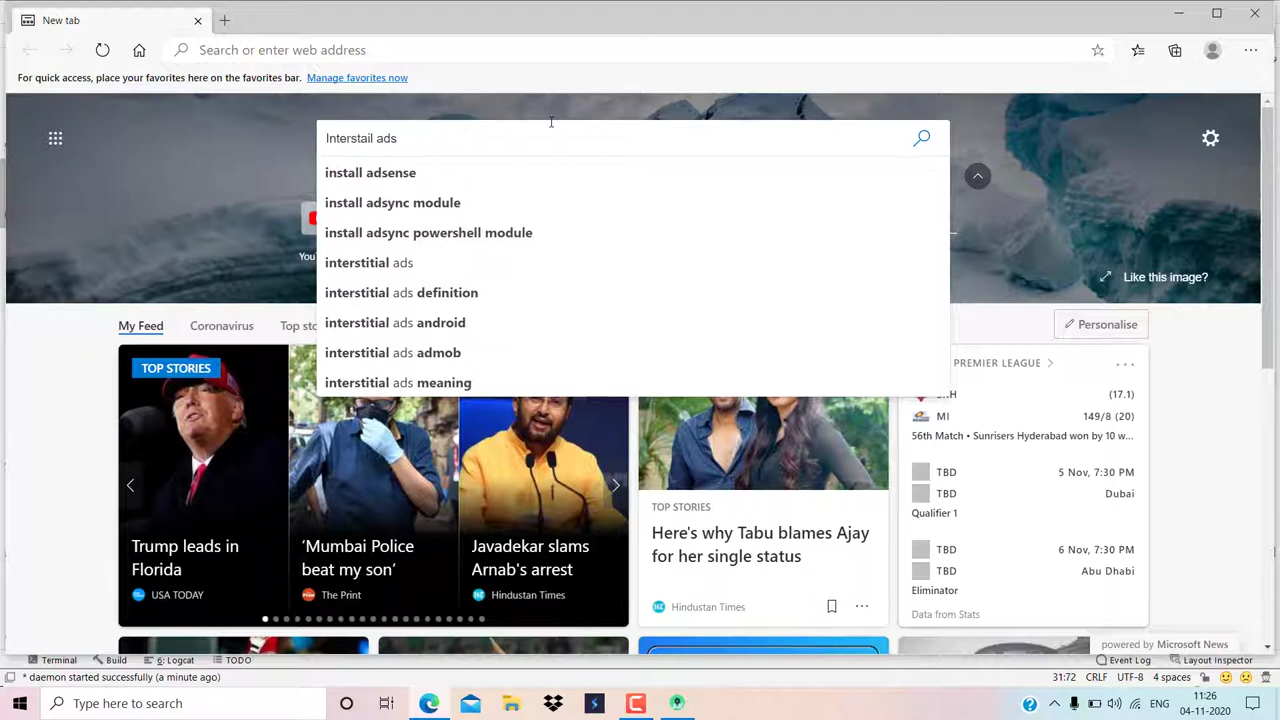 New tab
Search or enter web address
For quick access, place your favorites here on the favorites bar. Manage favorites now
Interstail ads
install adsense
install adsync module
install adsync powershell module
interstitial ads
interstitial ads definition
interstitial ads android
interstitial ads admob
interstitial ads meaning
Like this image?
My Feed
Coronavirus
Personalise
TOP STORIES
Trump leads in
Florida
USA TODAY
‘Mumbai Police
beat my son’
The Print
Javadekar slams
Arnab's arrest
Hindustan Times
TOP STORIES
Here's why Tabu blames Ajay
for her single status
Hindustan Times
PREMIER LEAGUE
(17.1)
MI 149/8 (20)
56th Match • Sunrisers Hyderabad won by 10 w...
TBD 5 Nov, 7:30 PM
TBD Dubai
Qualifier 1
TBD 6 Nov, 7:30 PM
TBD Abu Dhabi
Eliminator
Data from Stats
powered by Microsoft News
Terminal Build 6: Logcat TODO Event Log Layout Inspector
* daemon started successfully (a minute ago) 31:72 CRLF UTF-8 4 spaces
Type here to search
ENG
11:26
04-11-2020